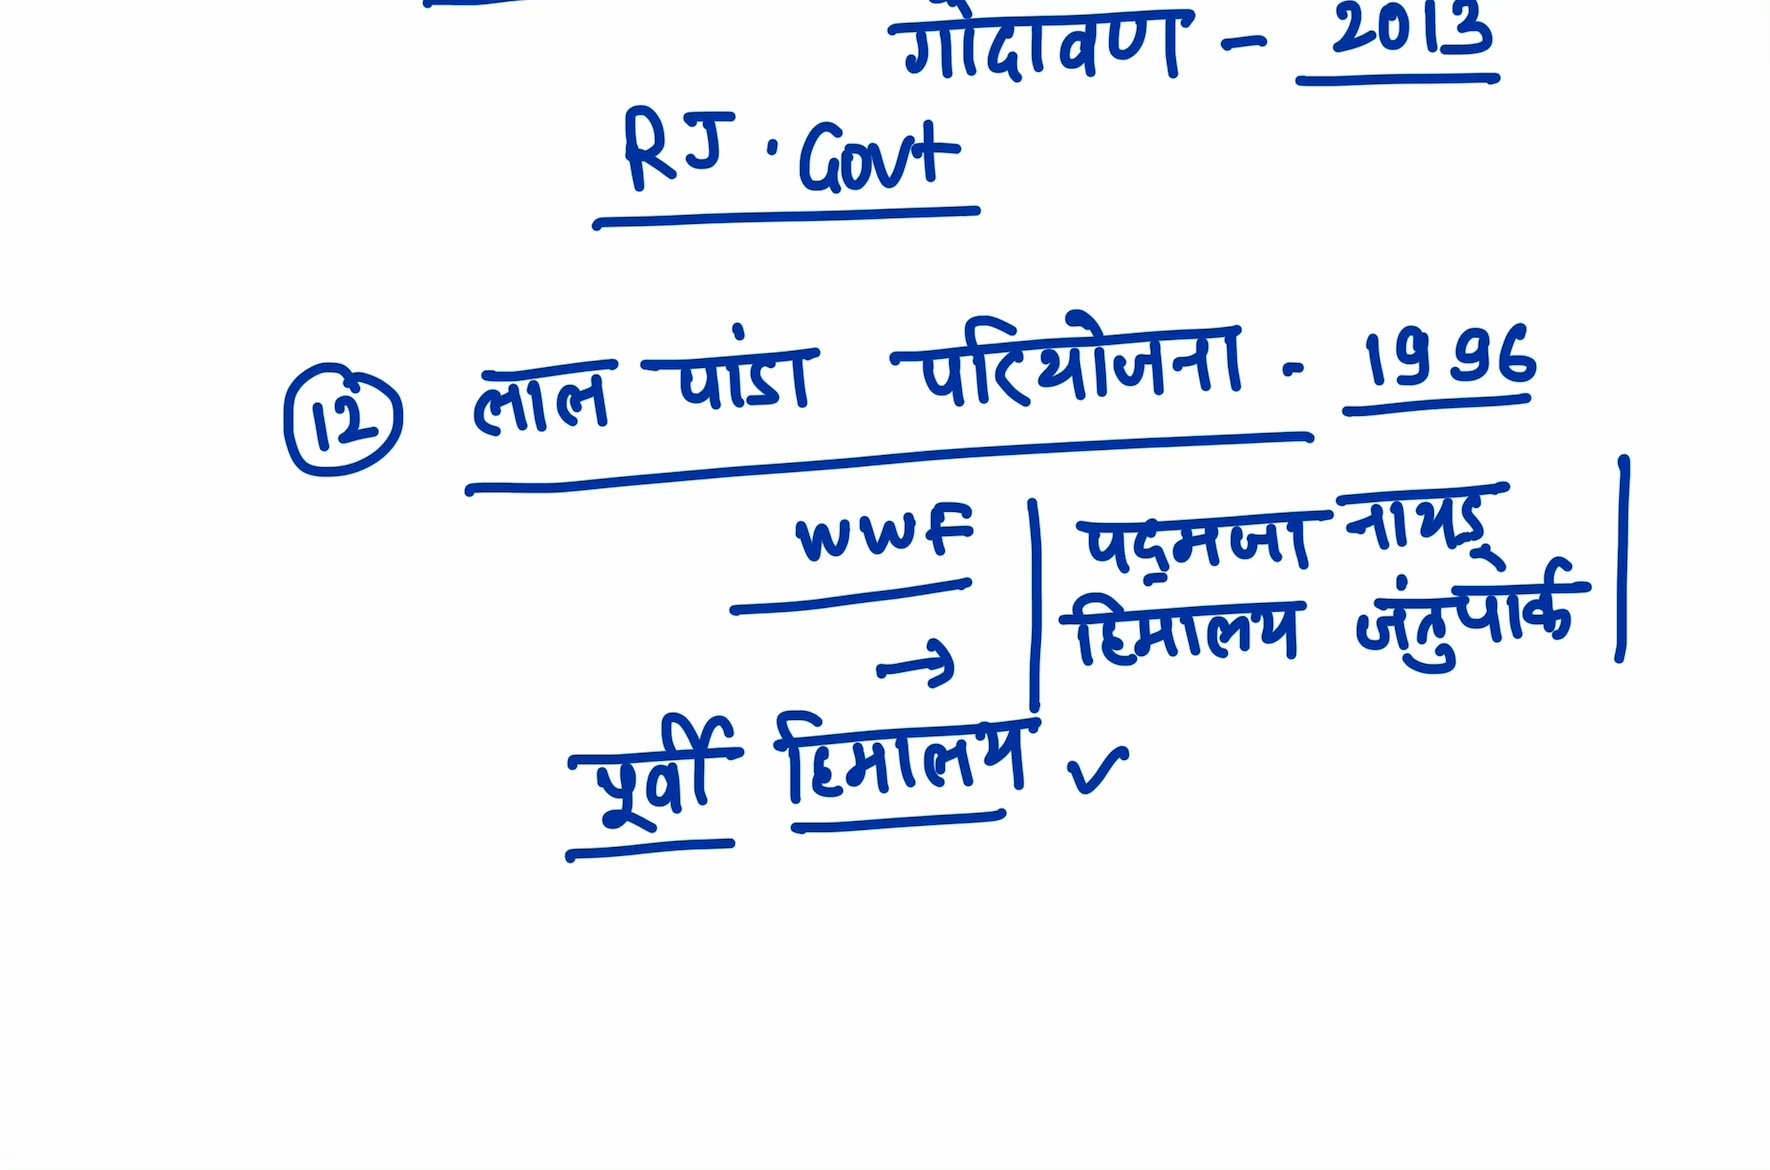 गोदावण - 2013
RJ. Govt
12 लाल पांडा परियोजना - 1996
WWF
पद्मजा नायडू
हिमालय जंतुपार्क
→
पूर्वी हिमालय ✓